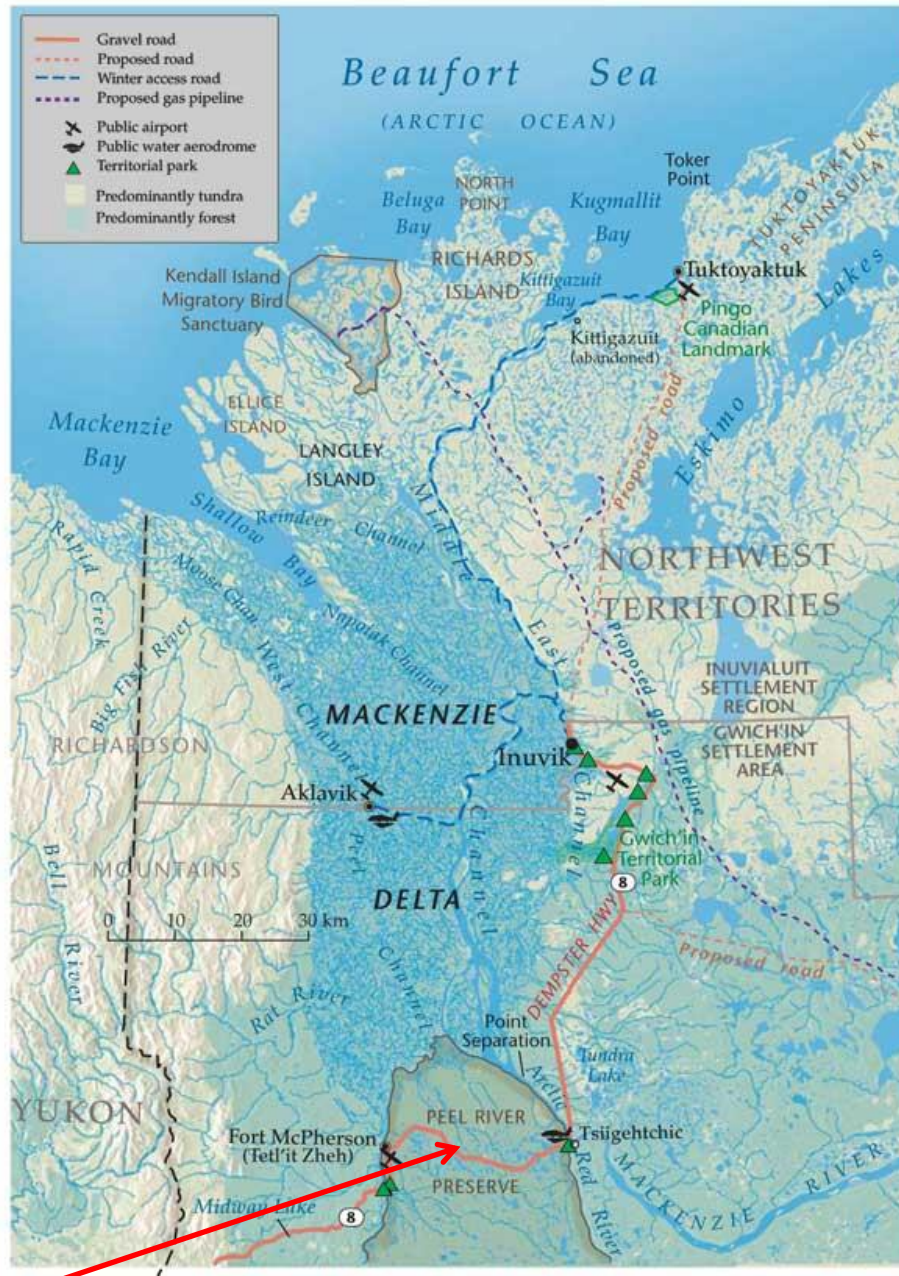 Gravel road
Proposed road
Winter access road
Proposed gas pipeline
Public airport
Public water aerodrome
Territorial park
Predominantly tundra
Predominantly forest
Beaufort Sea
(ARCTIC OCEAN)
Toker
Point
TUKTOYAKTUK
PENINSULA
NORTH
POINT
Beluga
Bay
Kugmallit
Bay
RICHARDS
ISLAND
Kendall Island
Migratory Bird
Sanctuary
Kittigazuit
Bay
Tuktoyaktuk
Pingo
Canadian
Landmark
Kittigazuit
(abandoned)
Eskimo Lakes
ELLICE
ISLAND
Mackenzie
Bay
LANGLEY
ISLAND
Proposed road
Shallow
Bay
Reindeer
Channel
Middle
NORTHWEST
TERRITORIES
Rapid Creek
Moose Chan.
Napoiak Channel
East
Proposed gas pipeline
Big Fish River
West Channel
INUVIALUIT
SETTLEMENT
REGION
GWICH'IN
SETTLEMENT
AREA
MACKENZIE
RICHARDSON
Inuvik
Aklavik
Channel
Channel
Gwich'in
Territorial
Park
Bell
River
MOUNTAINS
Peel
Channel
DELTA
8
0 10 20 30 km
DEMPSTER HWY
Proposed road
Rat River
Point
Separation
Tundra
Lake
Arctic
Red
River
YUKON
PEEL RIVER
PRESERVE
Fort McPherson
(Tetl'it Zheh)
Tsiigehtchic
MACKENZIE RIVER
Midway Lake
8